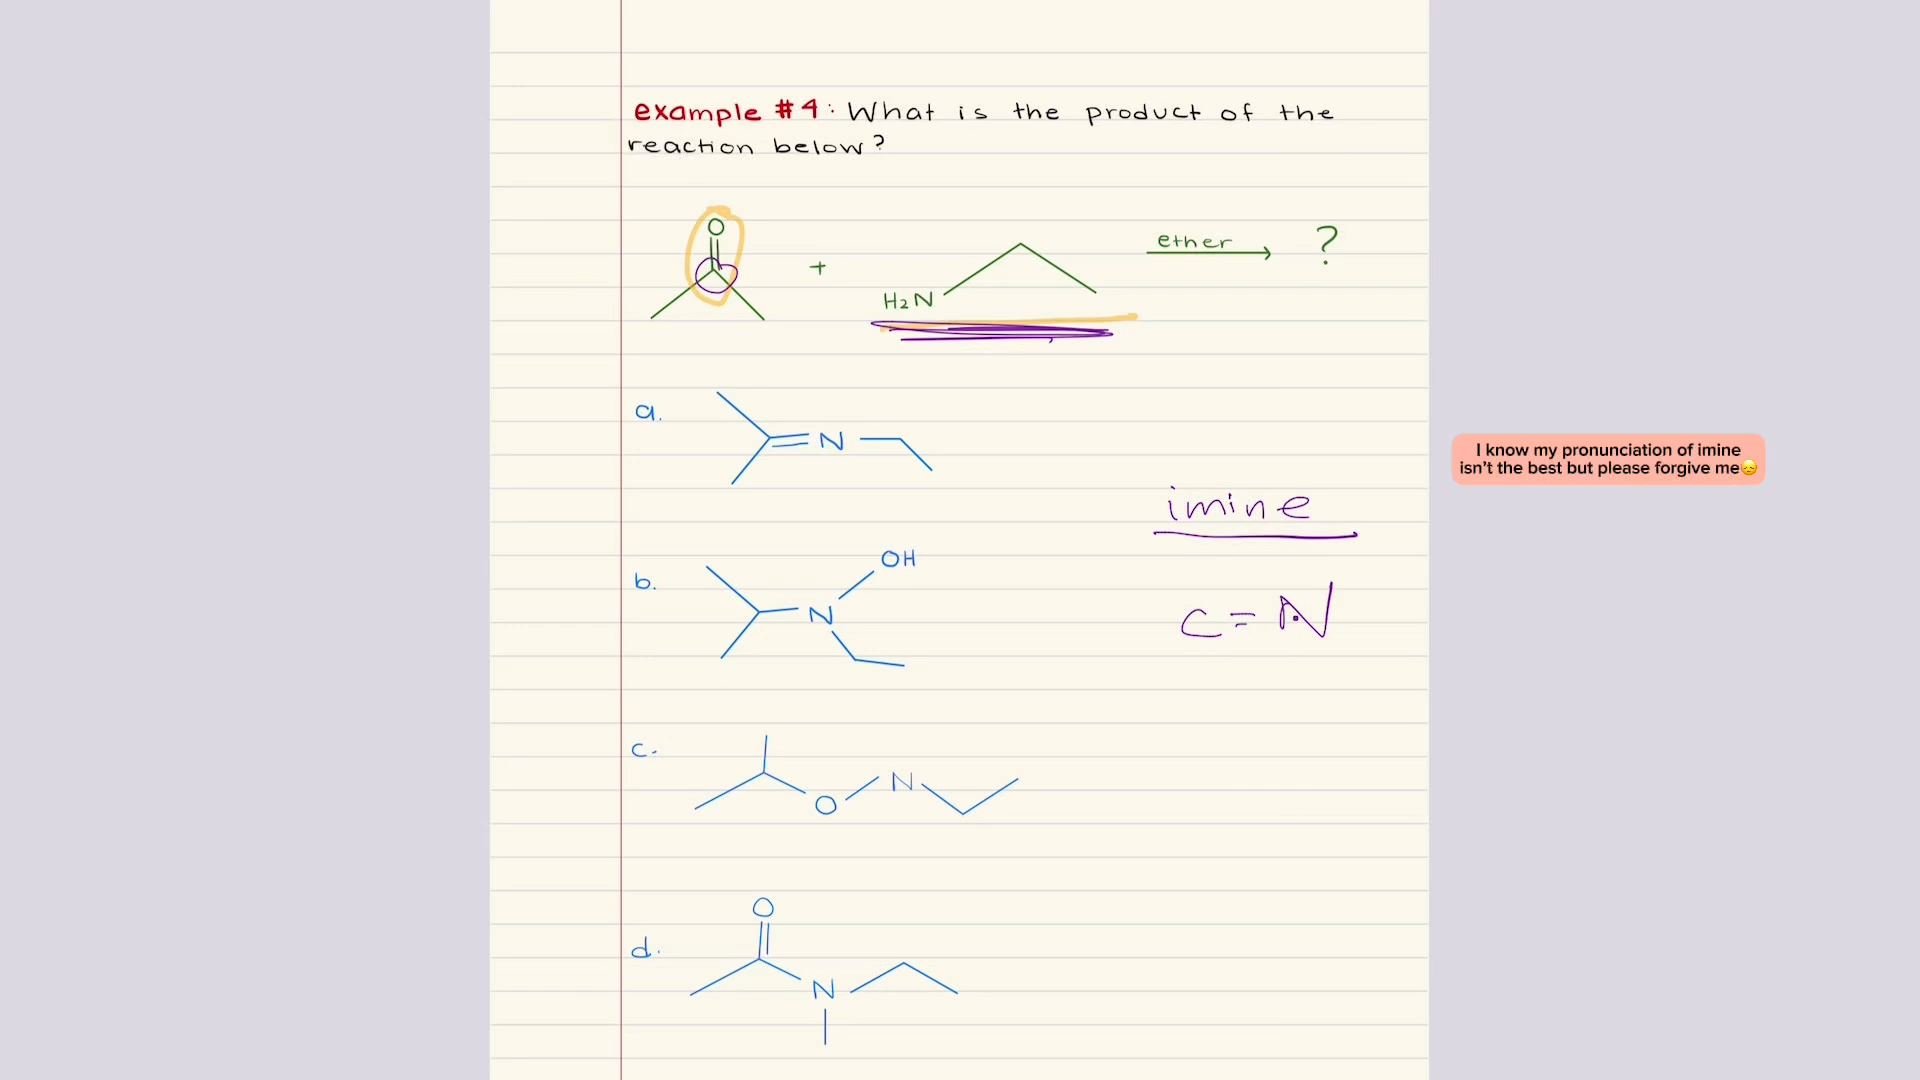 example #4: What is the product of the
reaction below?
O
+
H₂N
ether
?
a.
N
I know my pronunciation of imine
isn't the best but please forgive me😞
imine
b.
OH
N
C = N
c.
O
N
d.
O
N